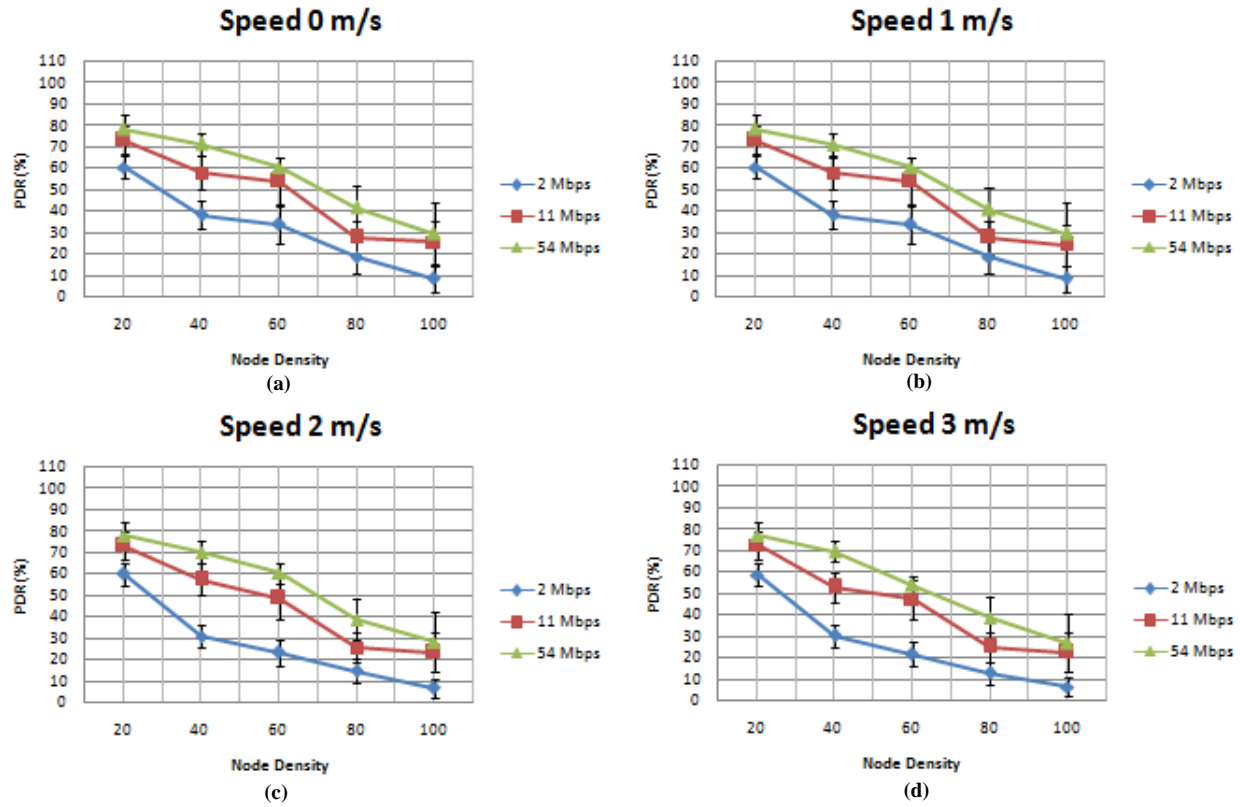 Speed 0 m/s
110
100
90
80
70
60
50
40
30
20
10
0
PDR (%)
20 40 60 80 100
Node Density
2 Mbps
11 Mbps
54 Mbps
(a)
Speed 1 m/s
110
100
90
80
70
60
50
40
30
20
10
0
PDR (%)
20 40 60 80 100
Node Density
2 Mbps
11 Mbps
54 Mbps
(b)
Speed 2 m/s
110
100
90
80
70
60
50
40
30
20
10
0
PDR (%)
20 40 60 80 100
Node Density
2 Mbps
11 Mbps
54 Mbps
(c)
Speed 3 m/s
110
100
90
80
70
60
50
40
30
20
10
0
PDR (%)
20 40 60 80 100
Node Density
2 Mbps
11 Mbps
54 Mbps
(d)